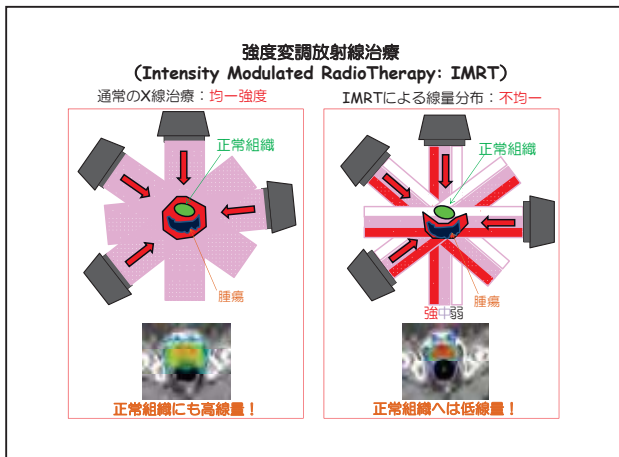 強度変調放射線治療
(Intensity Modulated RadioTherapy: IMRT)
通常のX線治療：均一強度
正常組織
腫瘍
正常組織にも高線量！
IMRTによる線量分布：不均一
正常組織
腫瘍
強中弱
正常組織へは低線量！